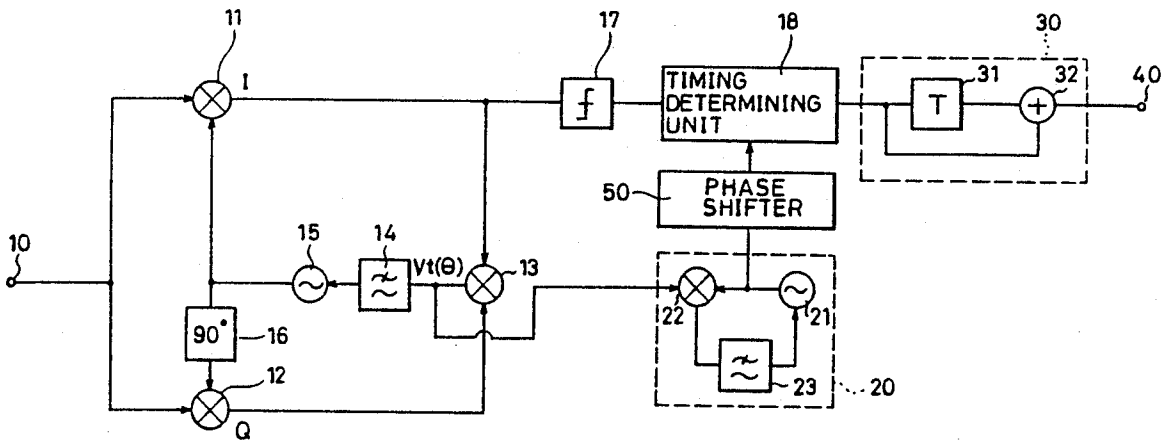 11
I
17
18
30
TIMING
DETERMINING
UNIT
31
32
40
T
50
PHASE
SHIFTER
10
15
14
Vt(θ)
13
22
21
90°
16
12
23
20
Q